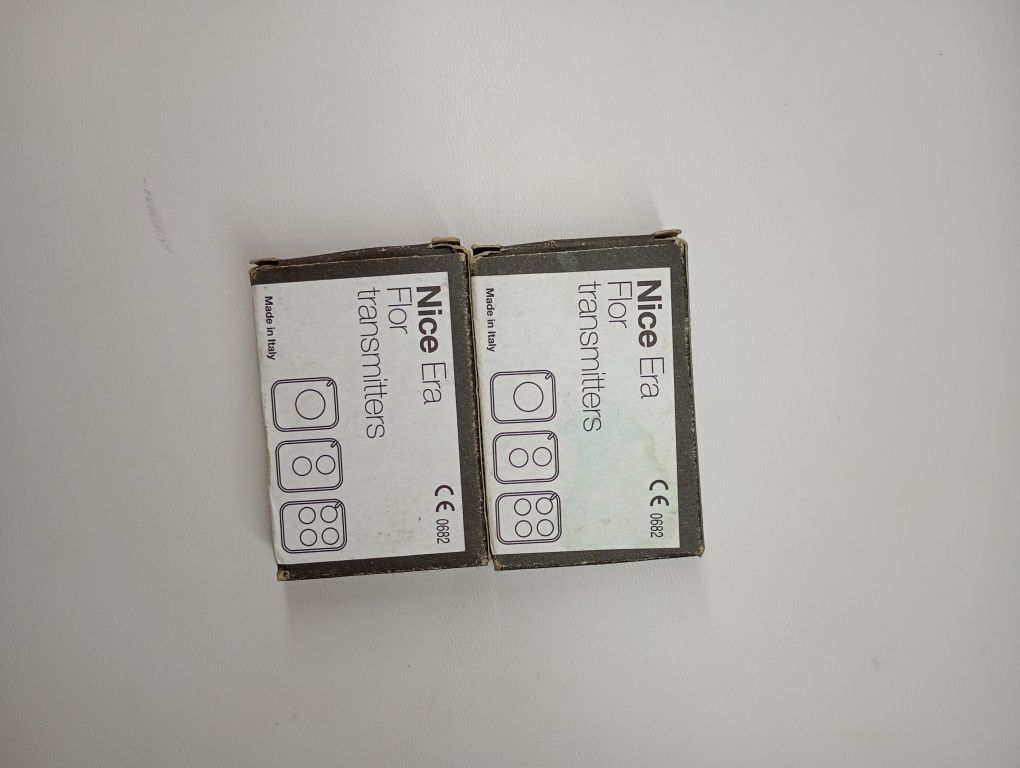 Nice Era
Flor
transmitters
CE 0682
Made in Italy
Nice Era
Flor
transmitters
CE 0682
Made in Italy